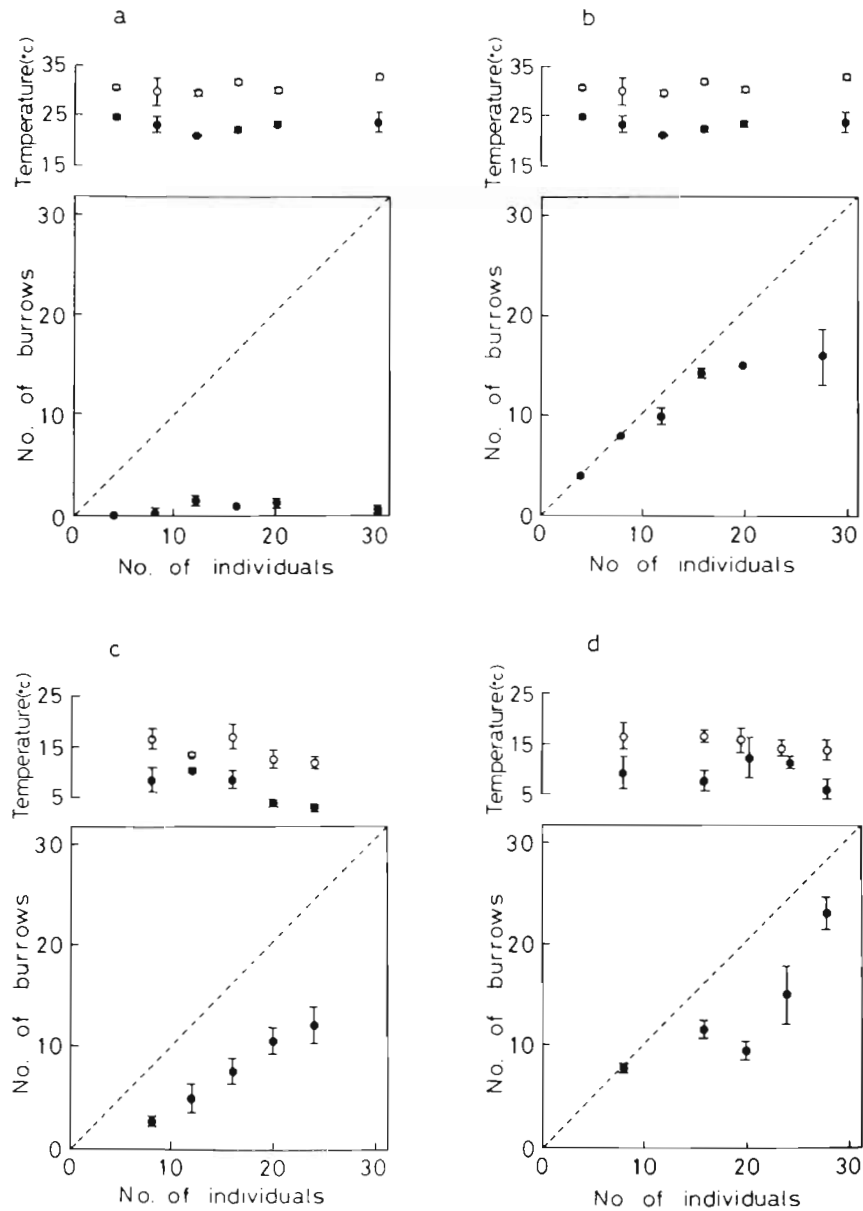 a
Temperature(°c)
35
25
15
No. of burrows
30
20
10
0
0 10 20 30
No. of individuals
b
Temperature(°c)
35
25
15
No. of burrows
30
20
10
0
0 10 20 30
No of individuals
c
Temperature(°c)
25
15
5
No. of burrows
30
20
10
0
0 10 20 30
No. of individuals
d
Temperature(°c)
25
15
5
No. of burrows
30
20
10
0
0 10 20 30
No of individuals